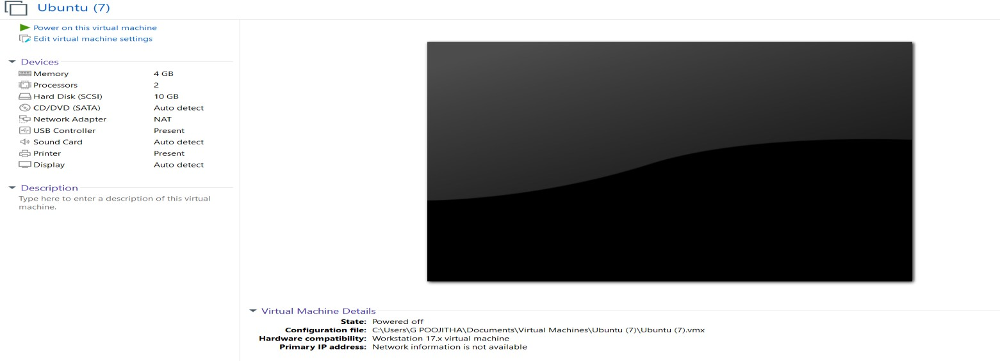 Ubuntu (7)
Power on this virtual machine
Edit virtual machine settings
Devices
Memory 4 GB
Processors 2
Hard Disk (SCSI) 10 GB
CD/DVD (SATA) Auto detect
Network Adapter NAT
USB Controller Present
Sound Card Auto detect
Printer Present
Display Auto detect
Description
Type here to enter a description of this virtual
machine.
Virtual Machine Details
State: Powered off
Configuration file: C:\Users\G POOJITHA\Documents\Virtual Machines\Ubuntu (7)\Ubuntu (7).vmx
Hardware compatibility: Workstation 17.x virtual machine
Primary IP address: Network information is not available